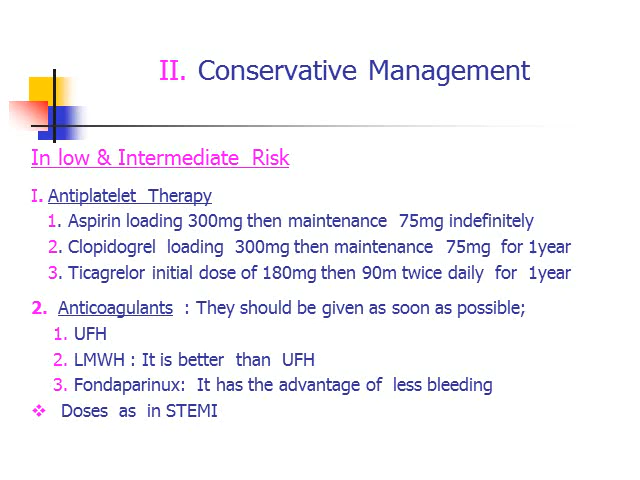 II. Conservative Management
In low & Intermediate Risk
I. Antiplatelet Therapy
1. Aspirin loading 300mg then maintenance 75mg indefinitely
2. Clopidogrel loading 300mg then maintenance 75mg for 1year
3. Ticagrelor initial dose of 180mg then 90m twice daily for 1year
2. Anticoagulants : They should be given as soon as possible;
1. UFH
2. LMWH : It is better than UFH
3. Fondaparinux: It has the advantage of less bleeding
❖ Doses as in STEMI